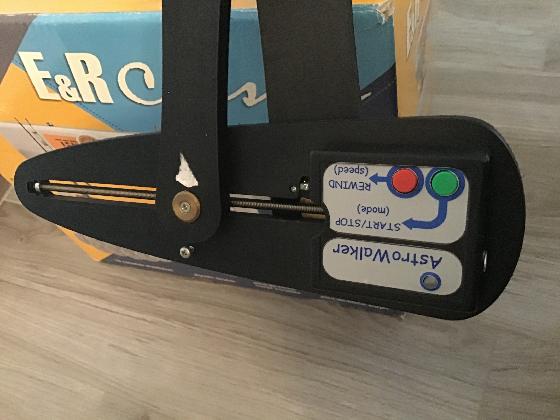 E&R
AstroWalker
START/STOP
(mode)
REWIND
(speed)